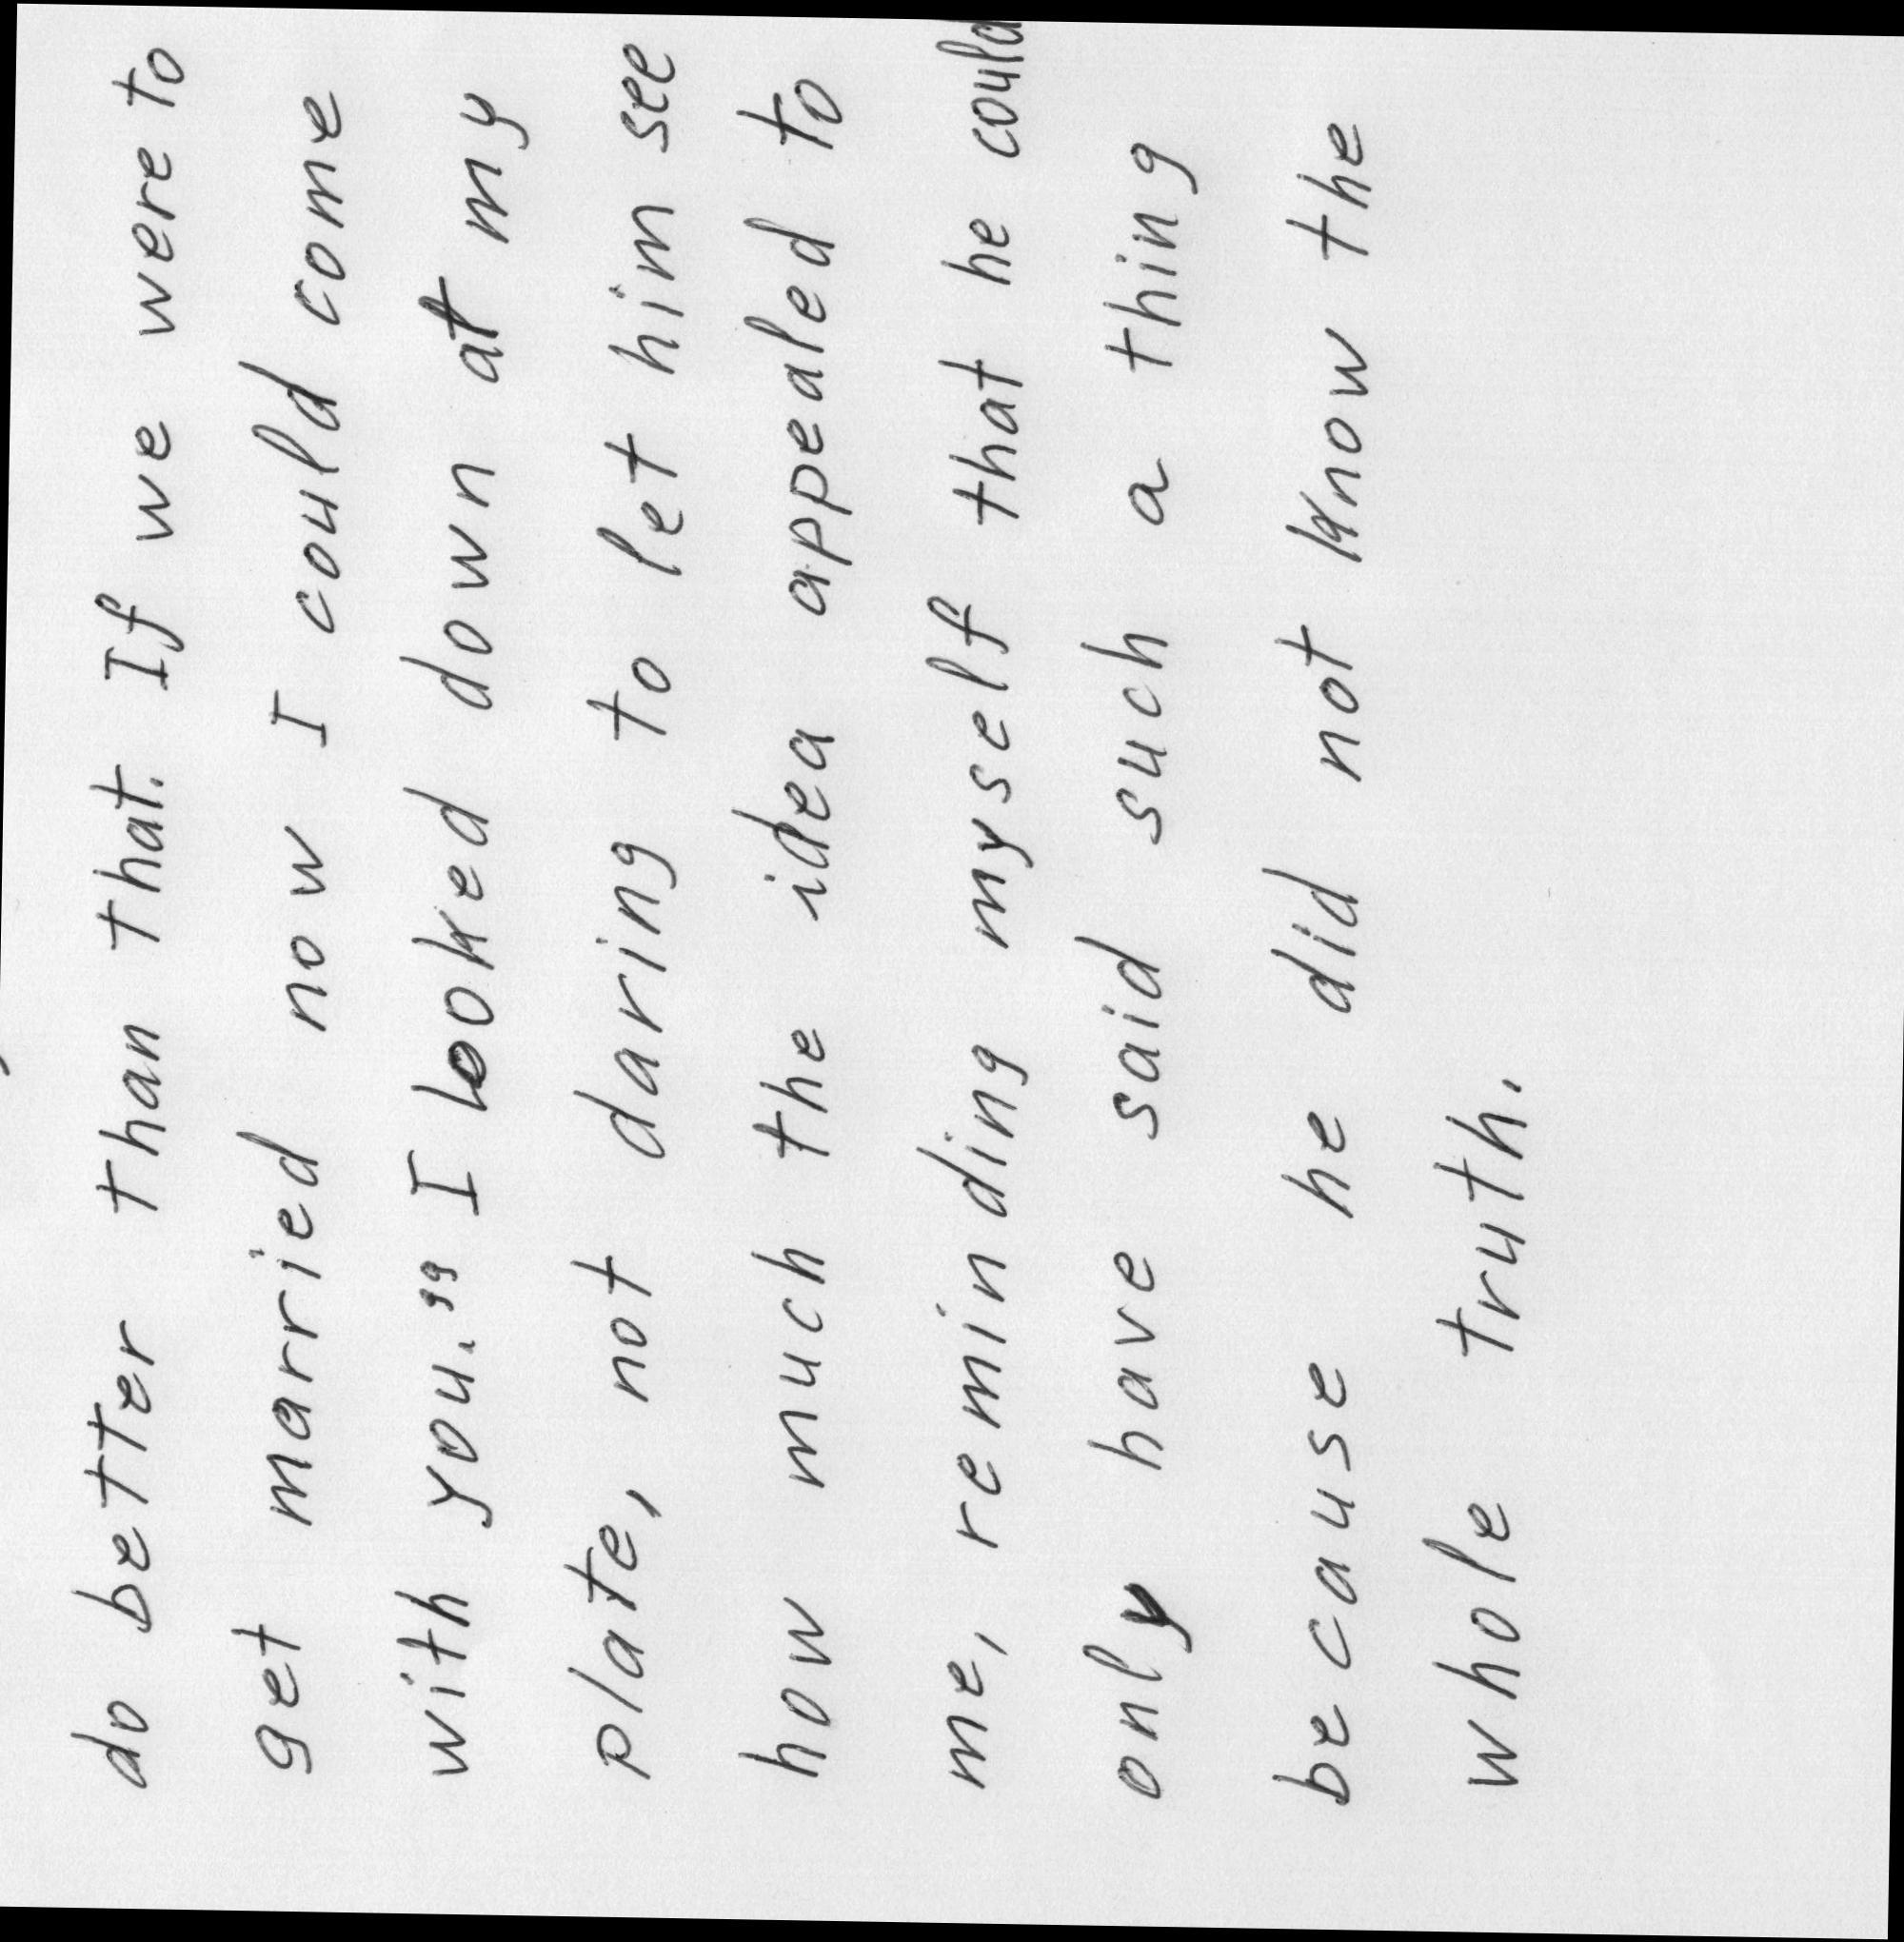 do better than that. If we were to
get married now I could come
with you." I looked down at my
plate, not daring to let him see
how much the idea appealed to
me, reminding myself that he could
only have said such a thing
because he did not know the
whole truth.